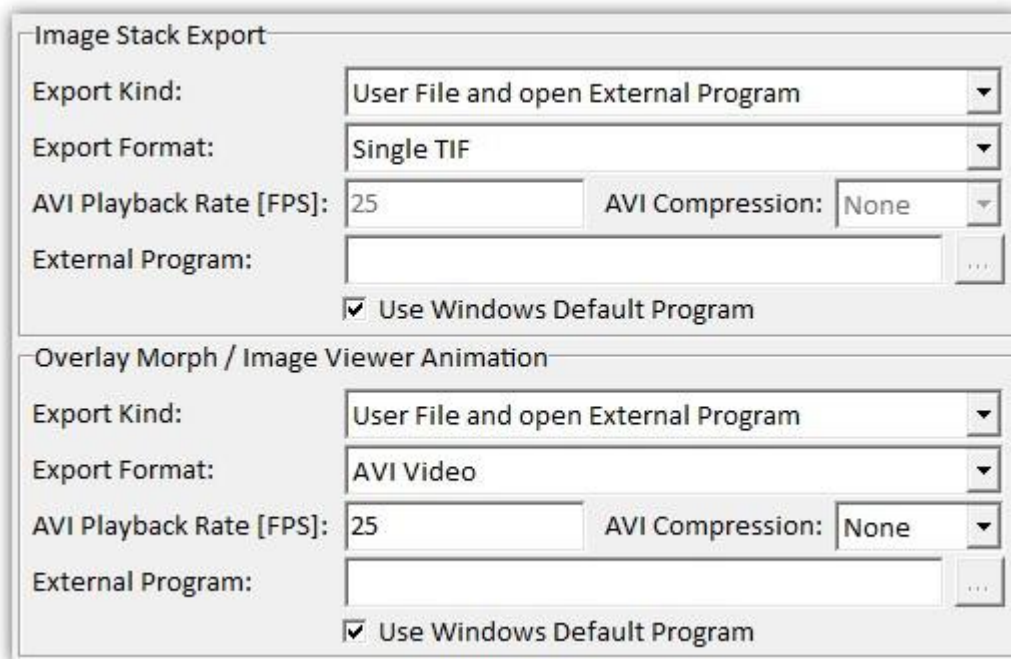 Image Stack Export
Export Kind: User File and open External Program
Export Format: Single TIF
AVI Playback Rate [FPS]: 25 AVI Compression: None
External Program: ...
Use Windows Default Program
Overlay Morph / Image Viewer Animation
Export Kind: User File and open External Program
Export Format: AVI Video
AVI Playback Rate [FPS]: 25 AVI Compression: None
External Program: ...
Use Windows Default Program